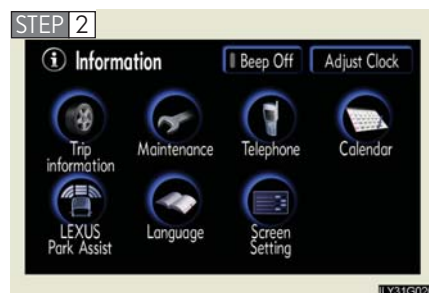 STEP 2
i Information
Beep Off
Adjust Clock
Trip
information
Maintenance
Telephone
Calendar
LEXUS
Park Assist
Language
Screen
Setting